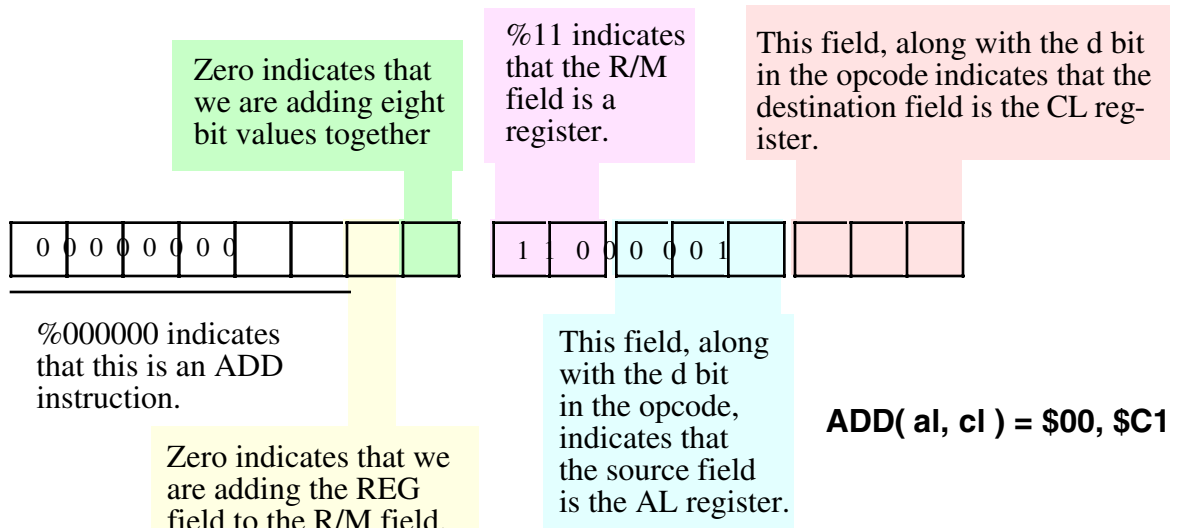 Zero indicates that
we are adding eight
bit values together
%11 indicates
that the R/M
field is a
register.
This field, along with the d bit
in the opcode indicates that the
destination field is the CL reg-
ister.
0 0 0 0 0 0 0 0
1 1 0 0 0 0 0 1
%000000 indicates
that this is an ADD
instruction.
Zero indicates that we
are adding the REG
field to the R/M field.
This field, along
with the d bit
in the opcode,
indicates that
the source field
is the AL register.
ADD( al, cl ) = $00, $C1